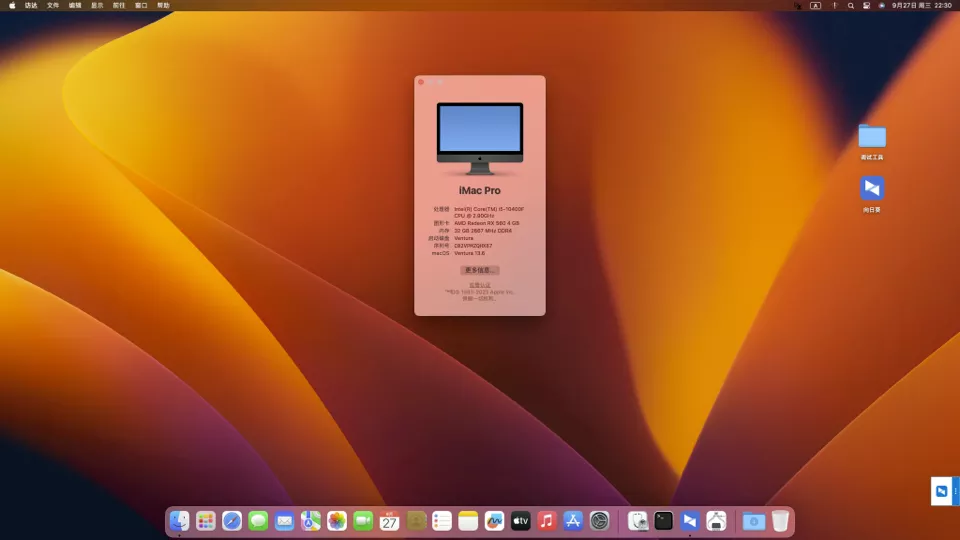 访达 文件 编辑 显示 前往 窗口 帮助
A
9月27日 周三 22:30
iMac Pro
处理器 Intel(R) Core(TM) i5-10400F
CPU @ 2.90GHz
图形卡 AMD Radeon RX 560 4 GB
内存 32 GB 2667 MHz DDR4
启动磁盘 Ventura
序列号
macOS Ventura 13.6
更多信息...
监管认证
™和© 1983-2023 Apple Inc.
保留一切权利。
调试工具
向日葵
27
tv